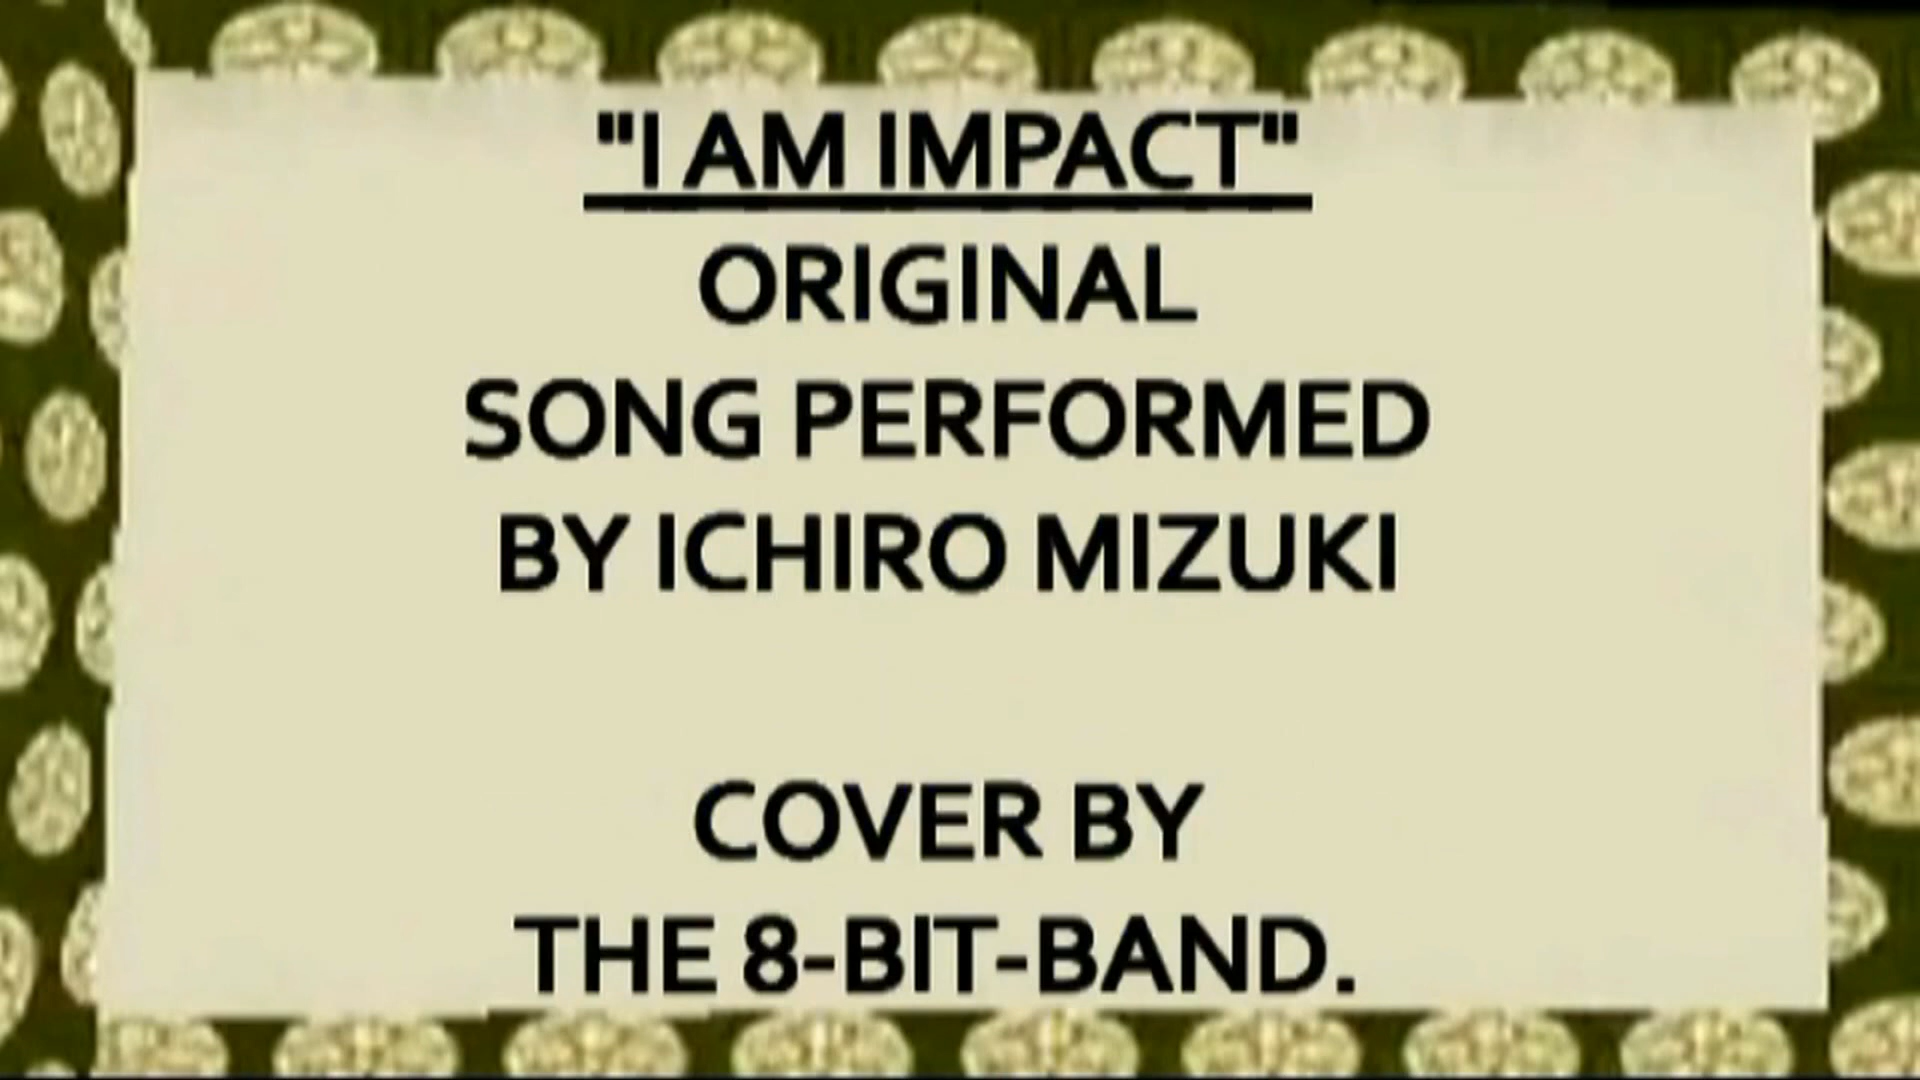 "I AM IMPACT"
ORIGINAL
SONG PERFORMED
BY ICHIRO MIZUKI
COVER BY
THE 8-BIT-BAND.